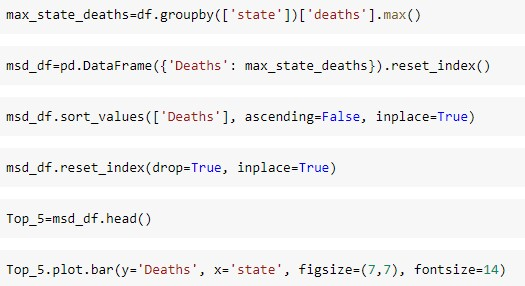 max_state_deaths=df.groupby(['state'])['deaths'].max()
msd_df=pd.DataFrame({'Deaths': max_state_deaths}).reset_index()
msd_df.sort_values(['Deaths'], ascending=False, inplace=True)
msd_df.reset_index(drop=True, inplace=True)
Top_5=msd_df.head()
Top_5.plot.bar(y='Deaths', x='state', figsize=(7,7), fontsize=14)